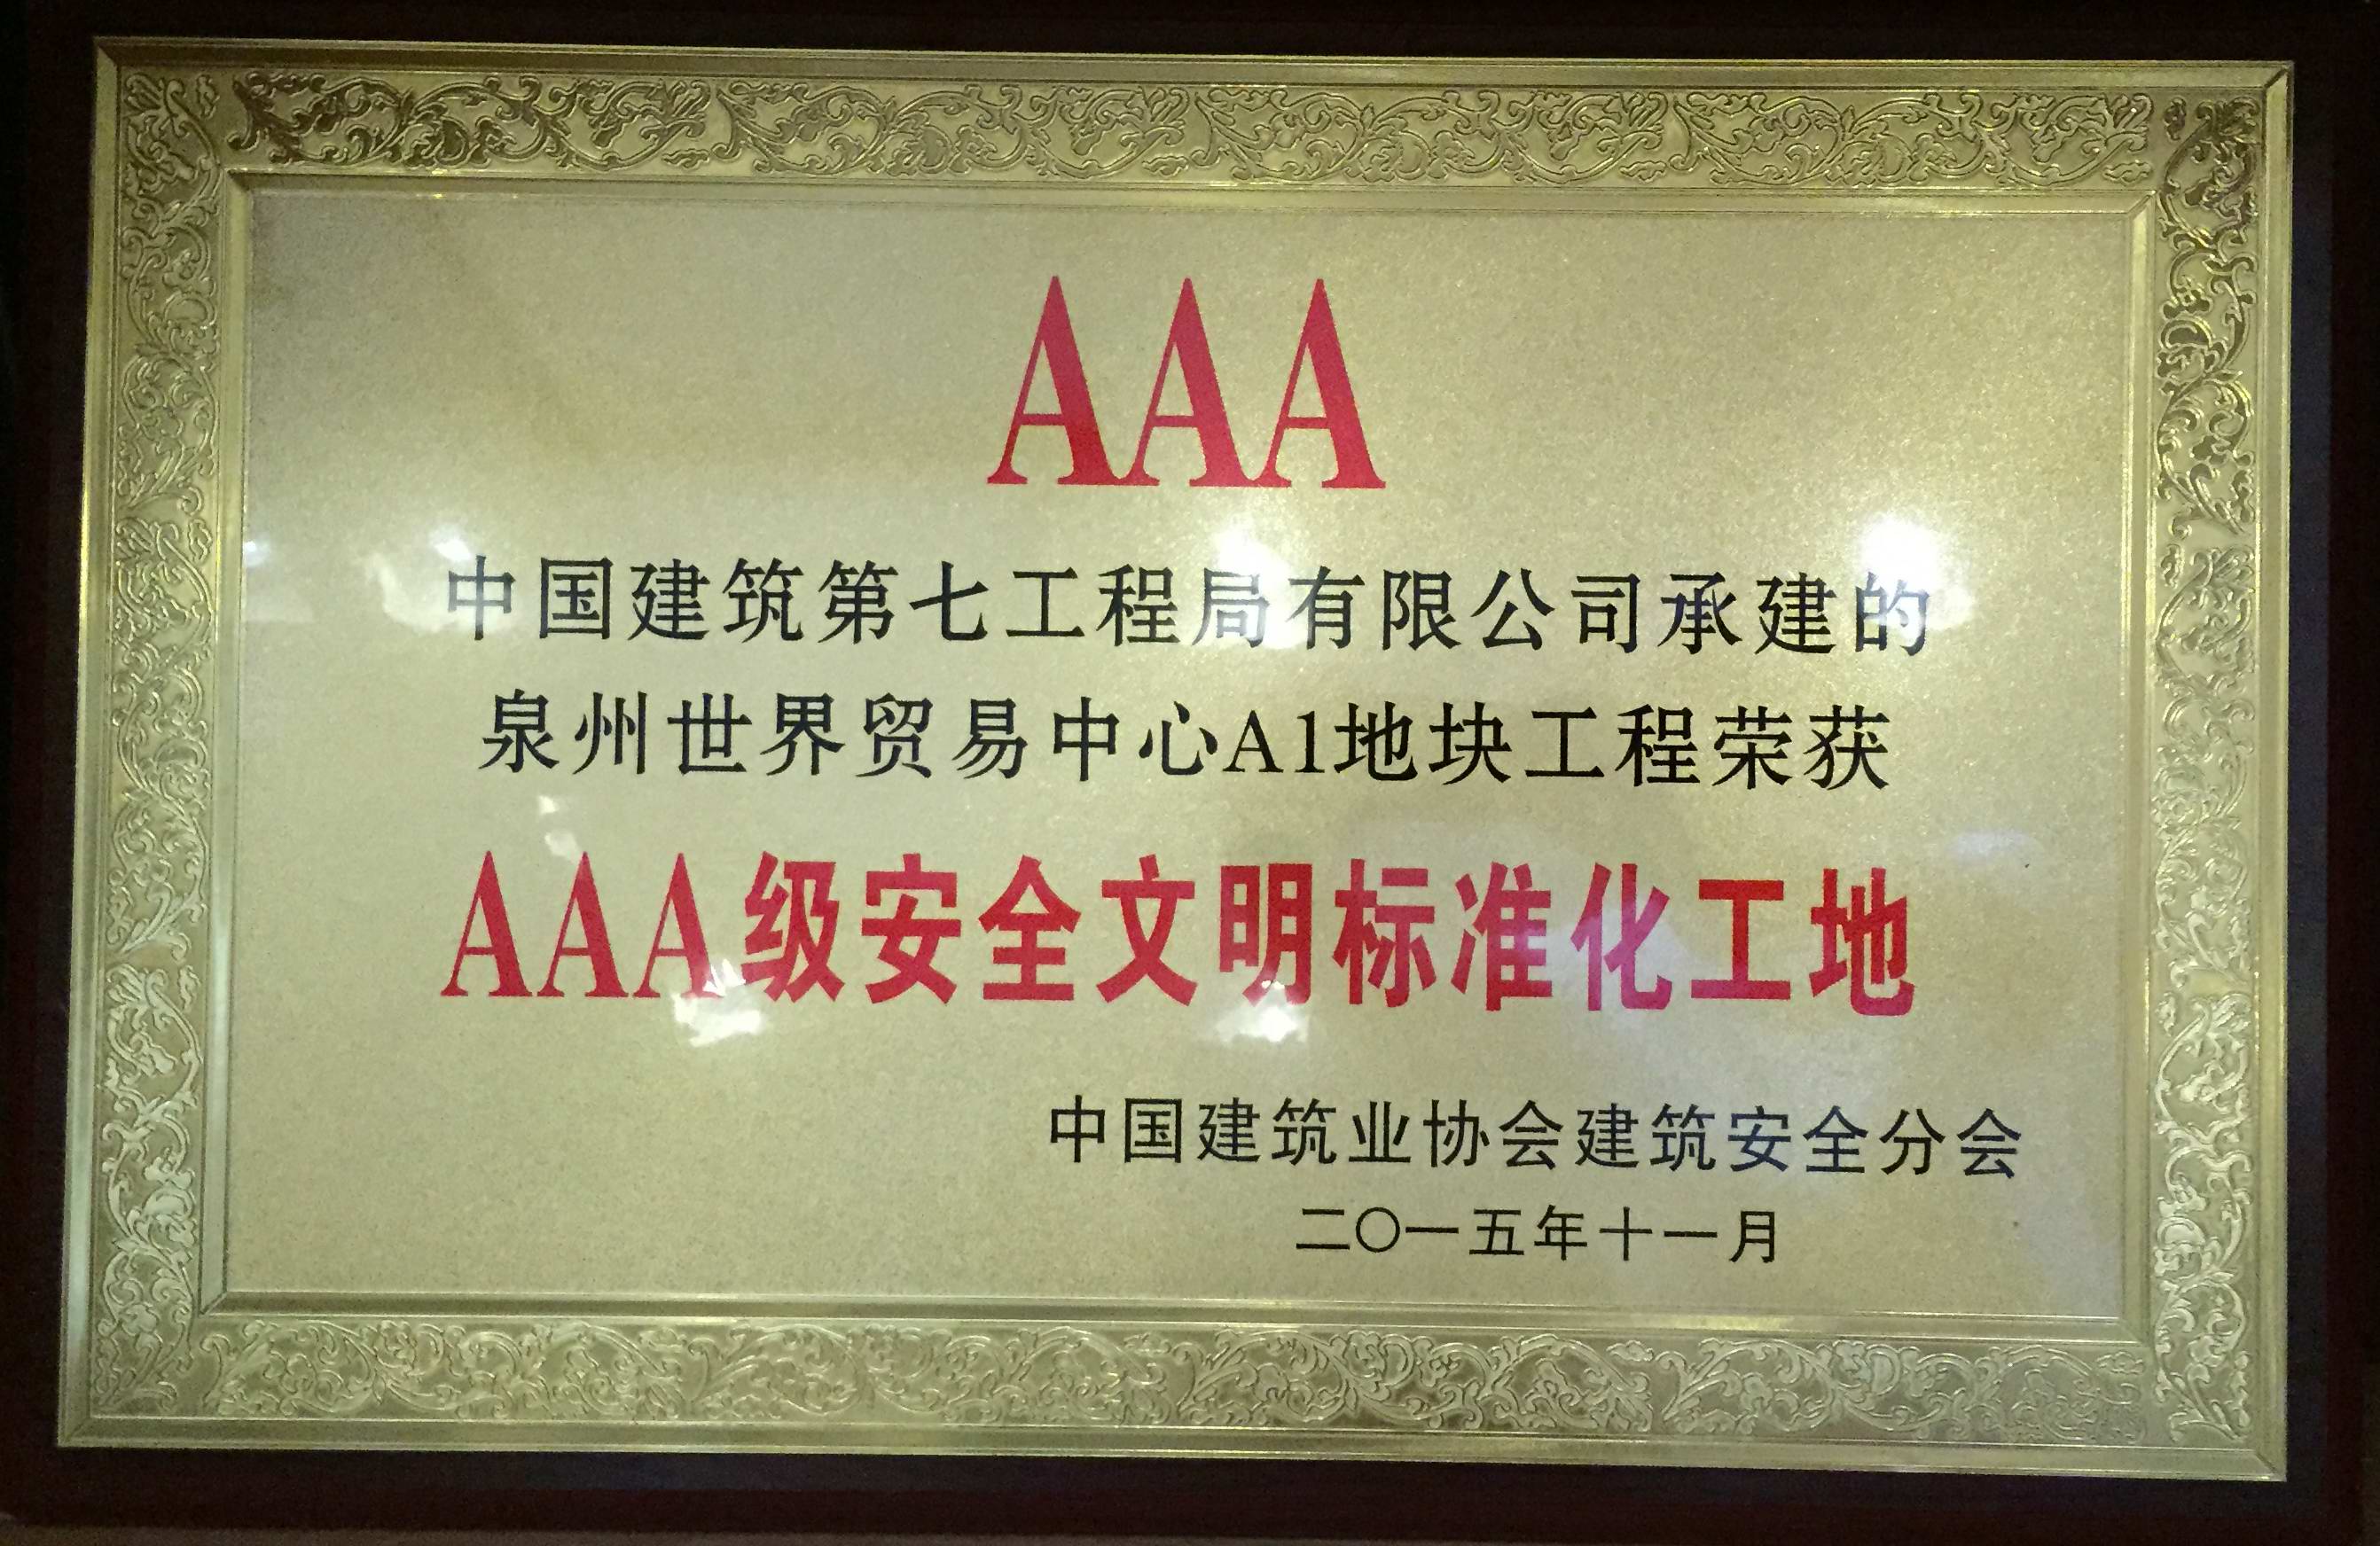 AAA
中国建筑第七工程局有限公司承建的
泉州世界贸易中心A1地块工程荣获
AAA级安全文明标准化工地
中国建筑业协会建筑安全分会
二〇一五年十一月